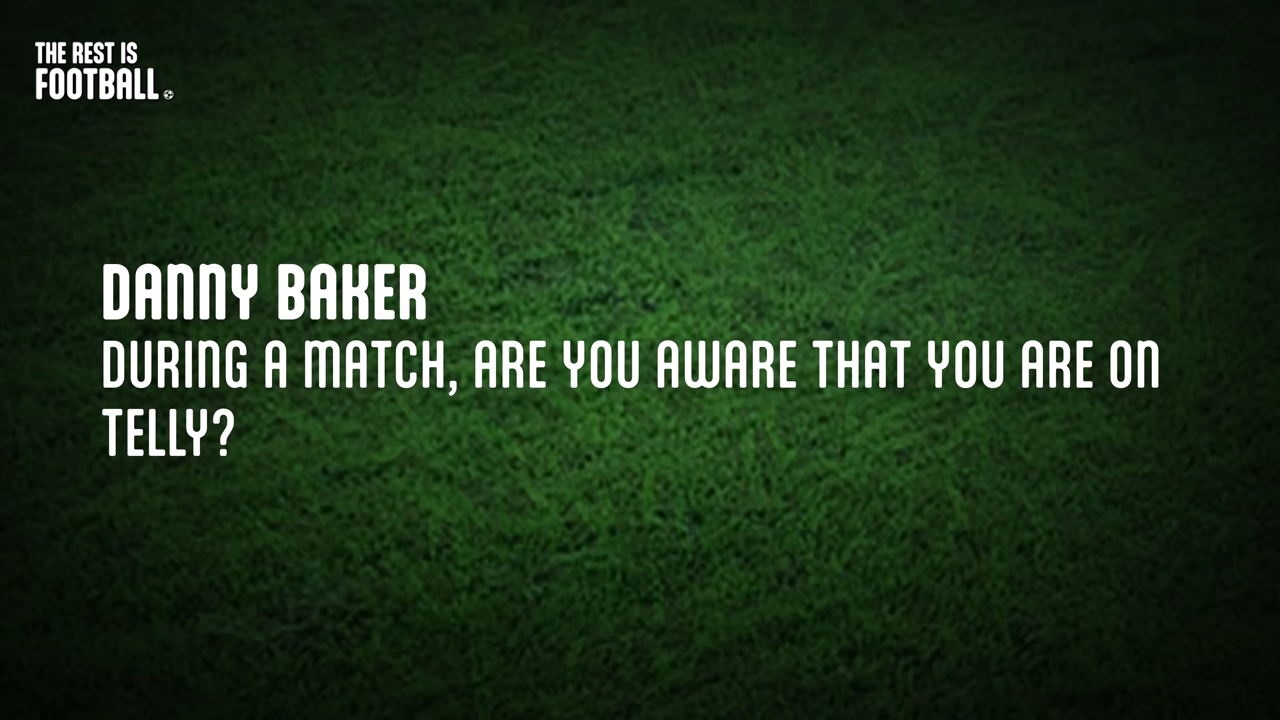 THE REST IS
FOOTBALL
DANNY BAKER
DURING A MATCH, ARE YOU AWARE THAT YOU ARE ON
TELLY?